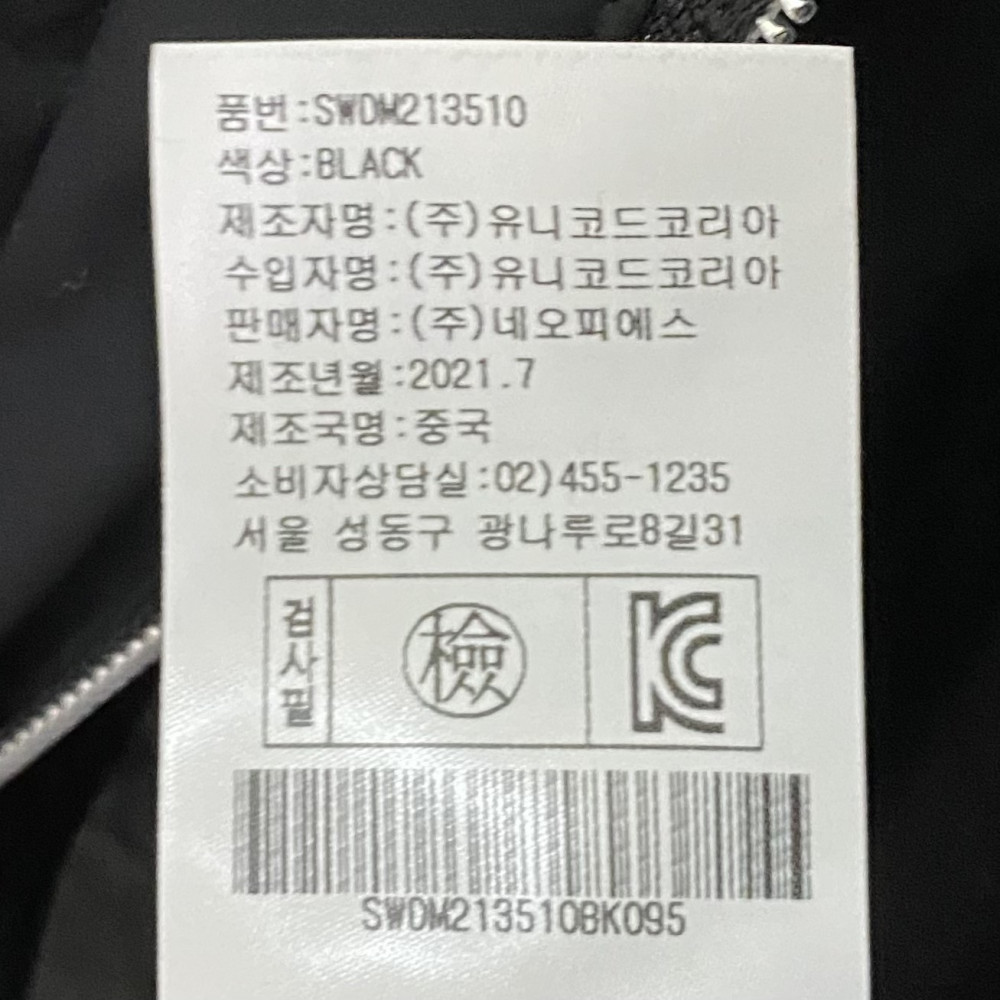 품번:SWDM213510
색상:BLACK
제조자명:(주)유니코드코리아
수입자명:(주)유니코드코리아
판매자명:(주)네오피에스
제조년월:2021.7
제조국명:중국
소비자상담실:02)455-1235
서울 성동구 광나루로8길31
검사필
檢
KC
SWDM213510BK095